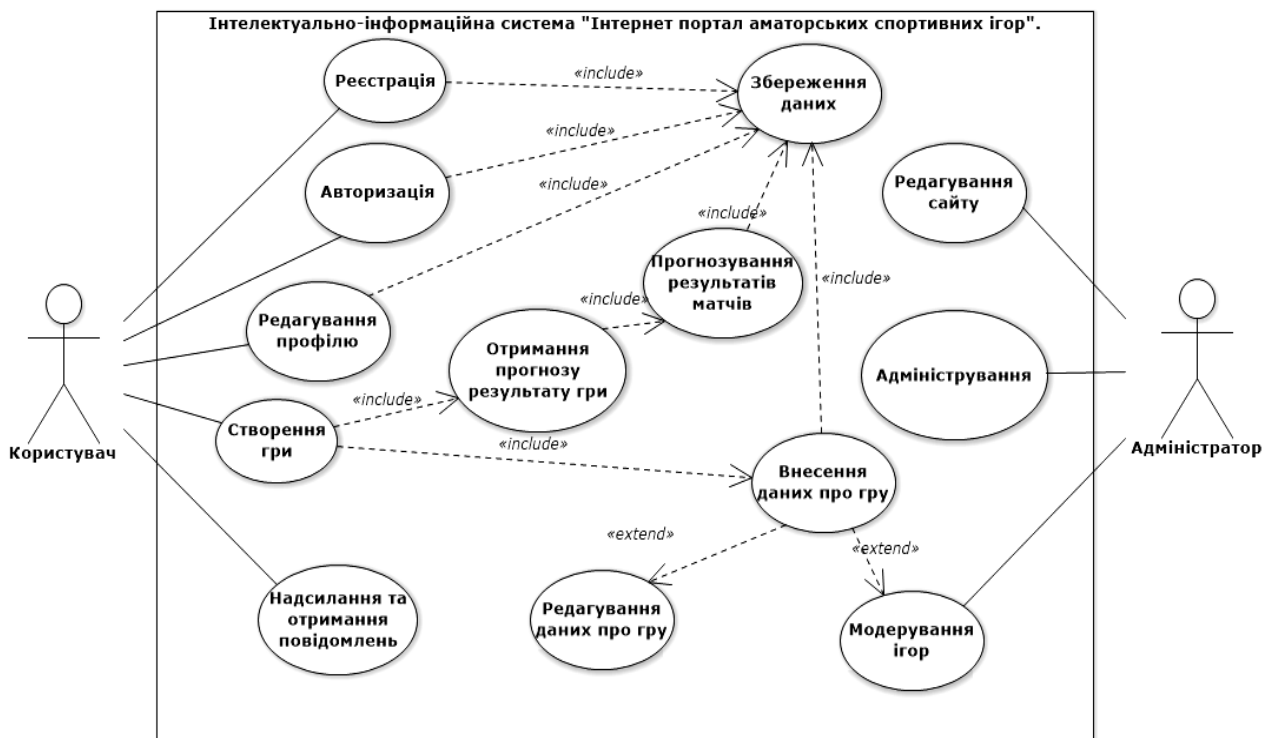 Інтелектуально-інформаційна система "Інтернет портал аматорських спортивних ігор".
Реєстрація
«include»
Збереження
даних
«include»
Авторизація
«include»
Редагування
сайту
«include»
Прогнозування
результатів
матчів
«include»
«include»
Редагування
профілю
Отримання
прогнозу
результату гри
Адміністрування
«include»
Створення
гри
«include»
Користувач
Адміністратор
Внесення
даних про гру
«extend»
«extend»
Надсилання та
отримання
повідомлень
Редагування
даних про гру
Модерування
ігор